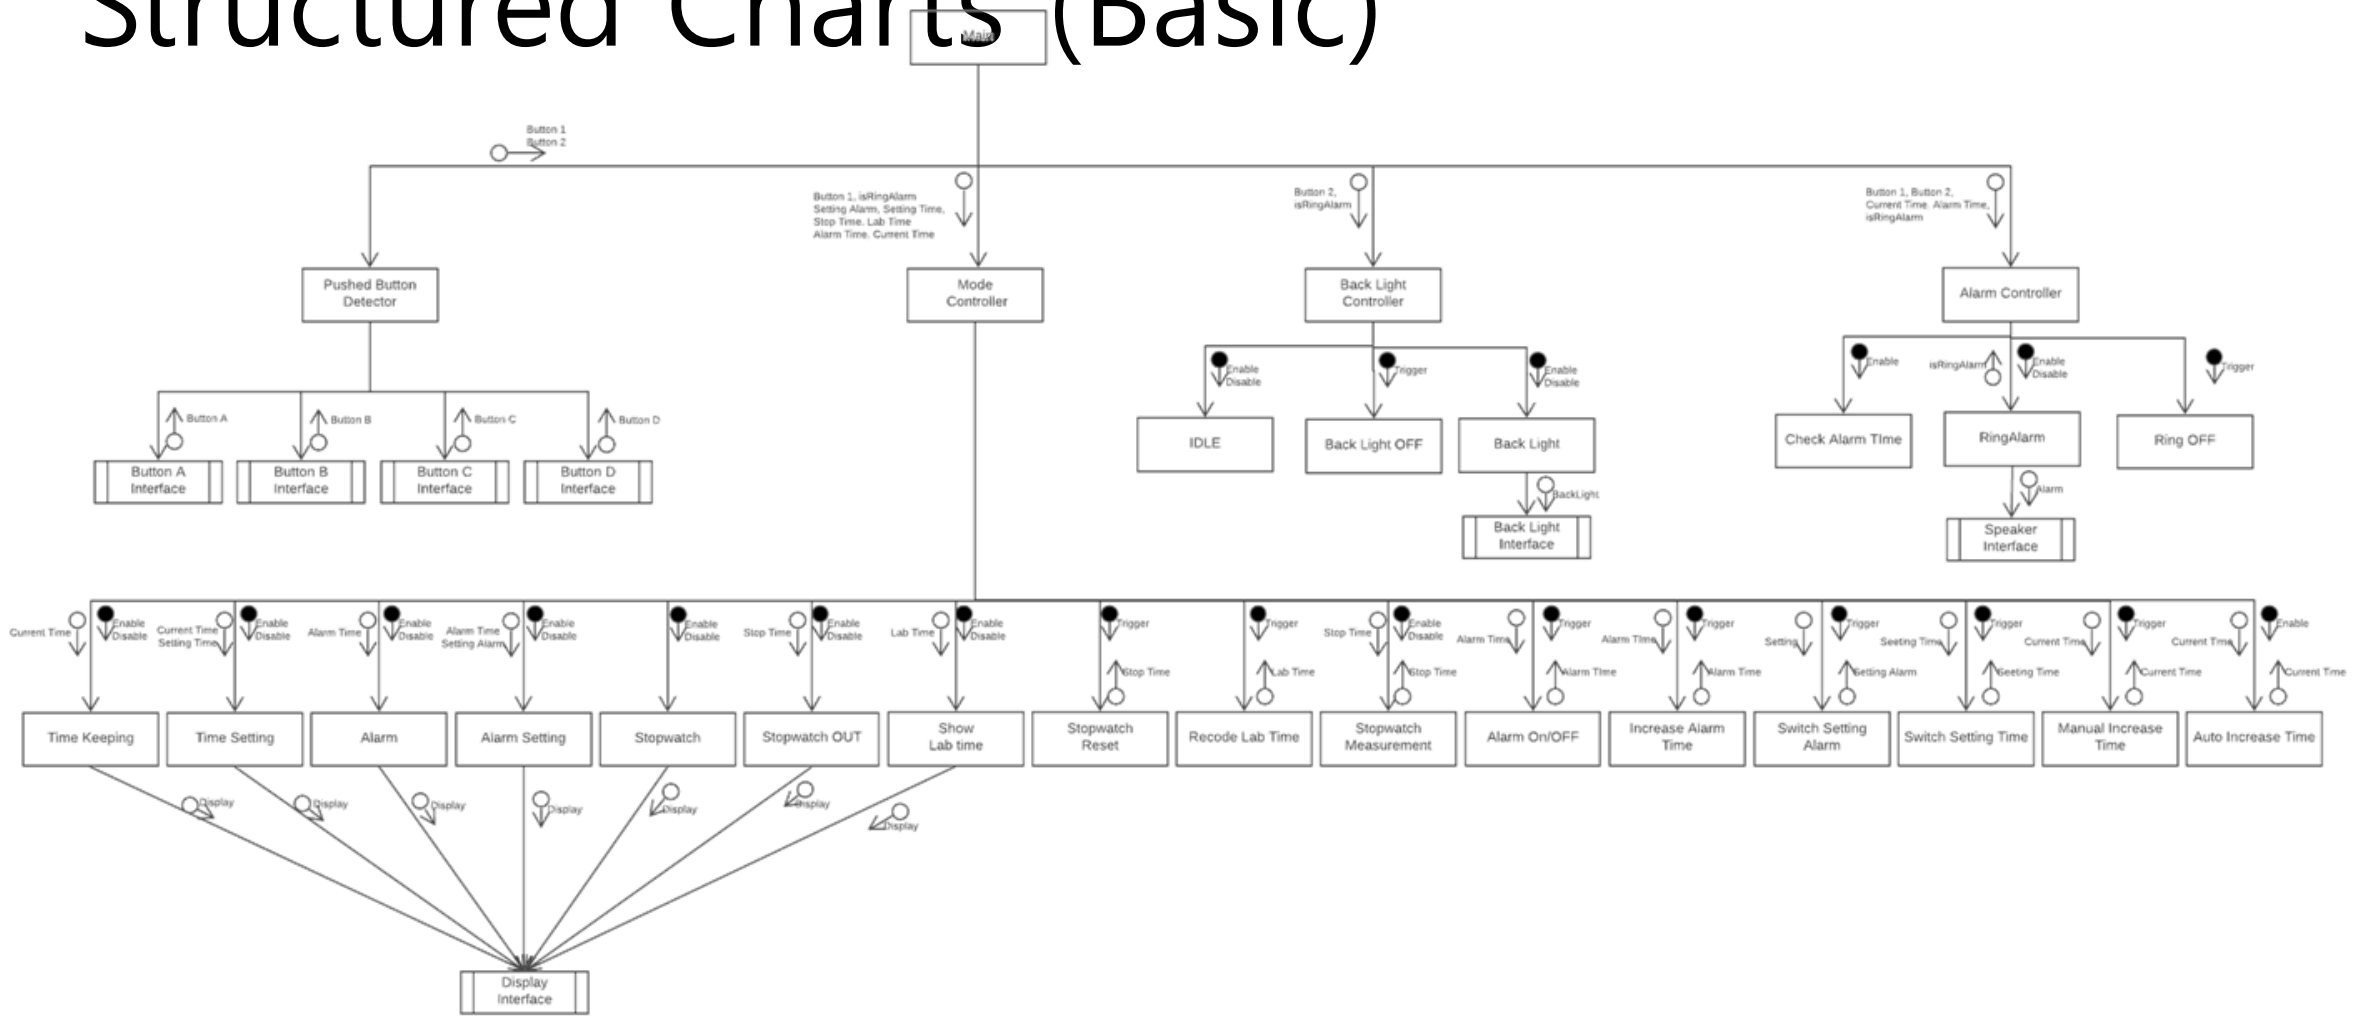 Structured Charts (Basic)
Main
Button 1
Button 2
Button 1, isRingAlarm
Setting Alarm, Setting Time,
Stop Time. Lab Time
Alarm Time. Current Time
Button 2,
isRingAlarm
Button 1, Button 2,
Current Time. Alarm Time,
isRingAlarm
Pushed Button
Detector
Mode
Controller
Back Light
Controller
Alarm Controller
Button A
Button B
Button C
Button D
Enable
Disable
Trigger
Enable
Disable
Enable
isRingAlarm
Enable
Disable
Trigger
Button A
Interface
Button B
Interface
Button C
Interface
Button D
Interface
IDLE
Back Light OFF
Back Light
Check Alarm TIme
RingAlarm
Ring OFF
BackLight
Alarm
Back Light
Interface
Speaker
Interface
Current Time
Enable
Disable
Current Time
Setting Time
Enable
Disable
Alarm Time
Enable
Disable
Alarm Time
Setting Alarm
Enable
Disable
Enable
Disable
Stop Time
Enable
Disable
Lab Time
Enable
Disable
Trigger
Stop Time
Trigger
Lab Time
Stop Time
Enable
Disable
Stop Time
Alarm Time
Trigger
Alarm TIme
Alarm TIme
Trigger
Alarm Time
Setting
Trigger
Setting Alarm
Seeting Time
Trigger
Seeting Time
Current Time
Trigger
Current Time
Current Time
Enable
Current Time
Time Keeping
Time Setting
Alarm
Alarm Setting
Stopwatch
Stopwatch OUT
Show
Lab time
Stopwatch
Reset
Recode Lab Time
Stopwatch
Measurement
Alarm On/OFF
Increase Alarm
Time
Switch Setting
Alarm
Switch Setting Time
Manual Increase
Time
Auto Increase Time
Display
Display
Display
Display
Display
Display
Display
Display
Interface